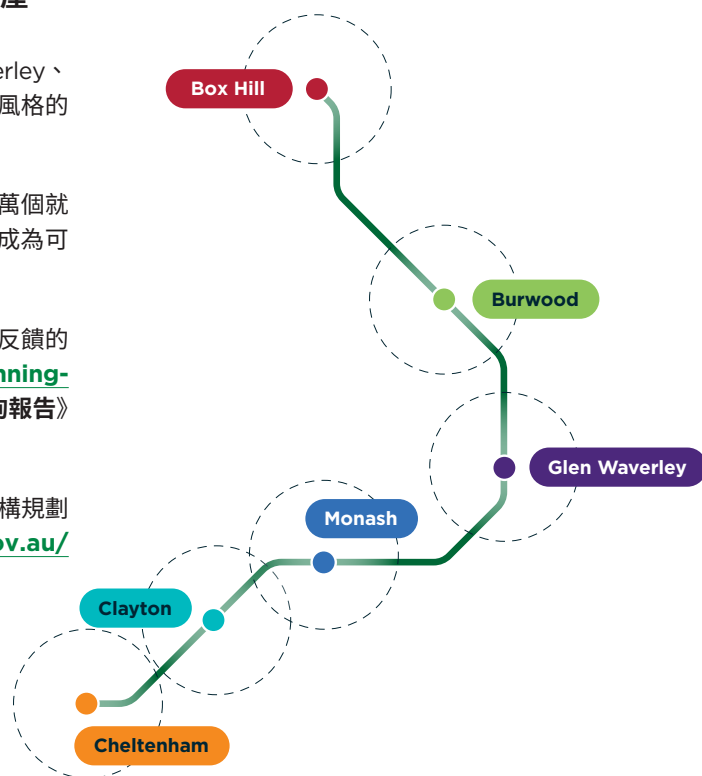 erley、
風格的
萬個就
成為可
反饋的
nning-
報告》
構規劃
ov.au/
Box Hill
Burwood
Glen Waverley
Monash
Clayton
Cheltenham